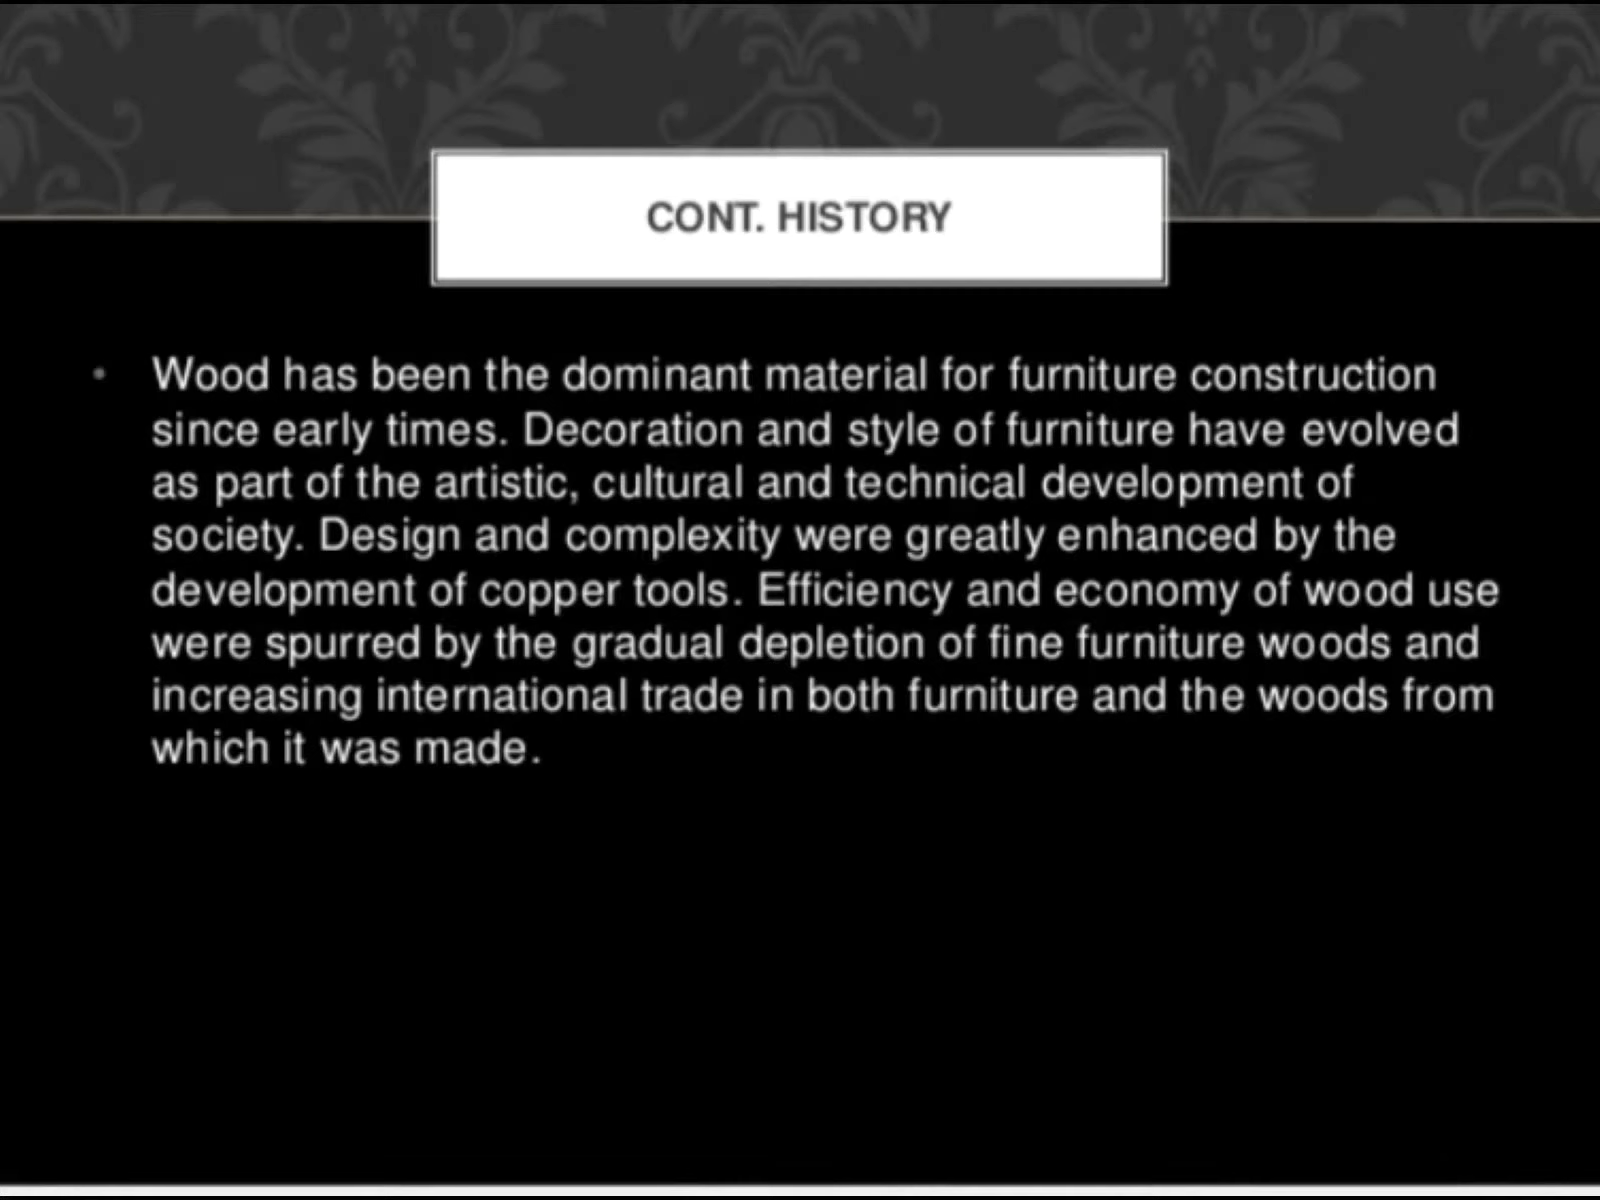 CONT. HISTORY
• Wood has been the dominant material for furniture construction
since early times. Decoration and style of furniture have evolved
as part of the artistic, cultural and technical development of
society. Design and complexity were greatly enhanced by the
development of copper tools. Efficiency and economy of wood use
were spurred by the gradual depletion of fine furniture woods and
increasing international trade in both furniture and the woods from
which it was made.